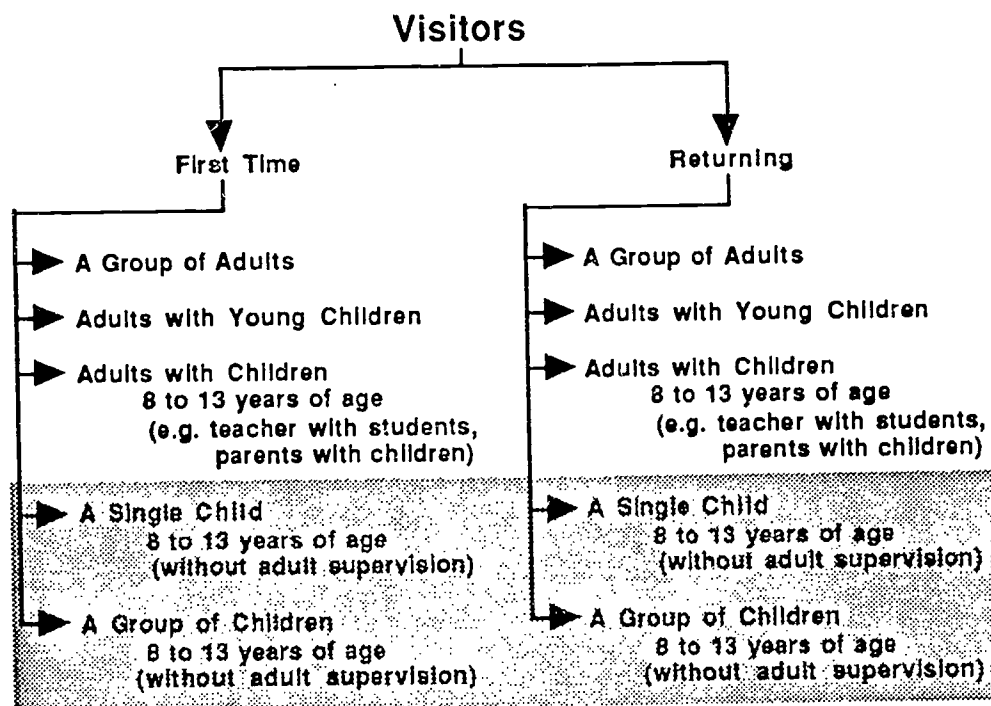 Visitors
First Time
A Group of Adults
Adults with Young Children
Adults with Children
8 to 13 years of age
(e.g. teacher with students,
parents with children)
A Single Child
8 to 13 years of age
(without adult supervision)
A Group of Children
8 to 13 years of age
(without adult supervision)
Returning
A Group of Adults
Adults with Young Children
Adults with Children
8 to 13 years of age
(e.g. teacher with students,
parents with children)
A Single Child
8 to 13 years of age
(without adult supervision)
A Group of Children
8 to 13 years of age
(without adult supervision)